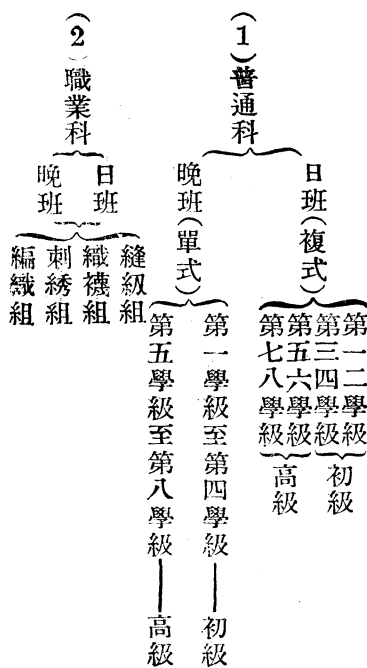 (1)普通科
日班(複式)
第一二學級
第三四學級
初級
第五六學級
第七八學級
高級
晚班(單式)
第一學級至第四學級——初級
第五學級至第八學級——高級
(2)職業科
日班
晚班
縫級組
織襪組
刺綉組
編織組